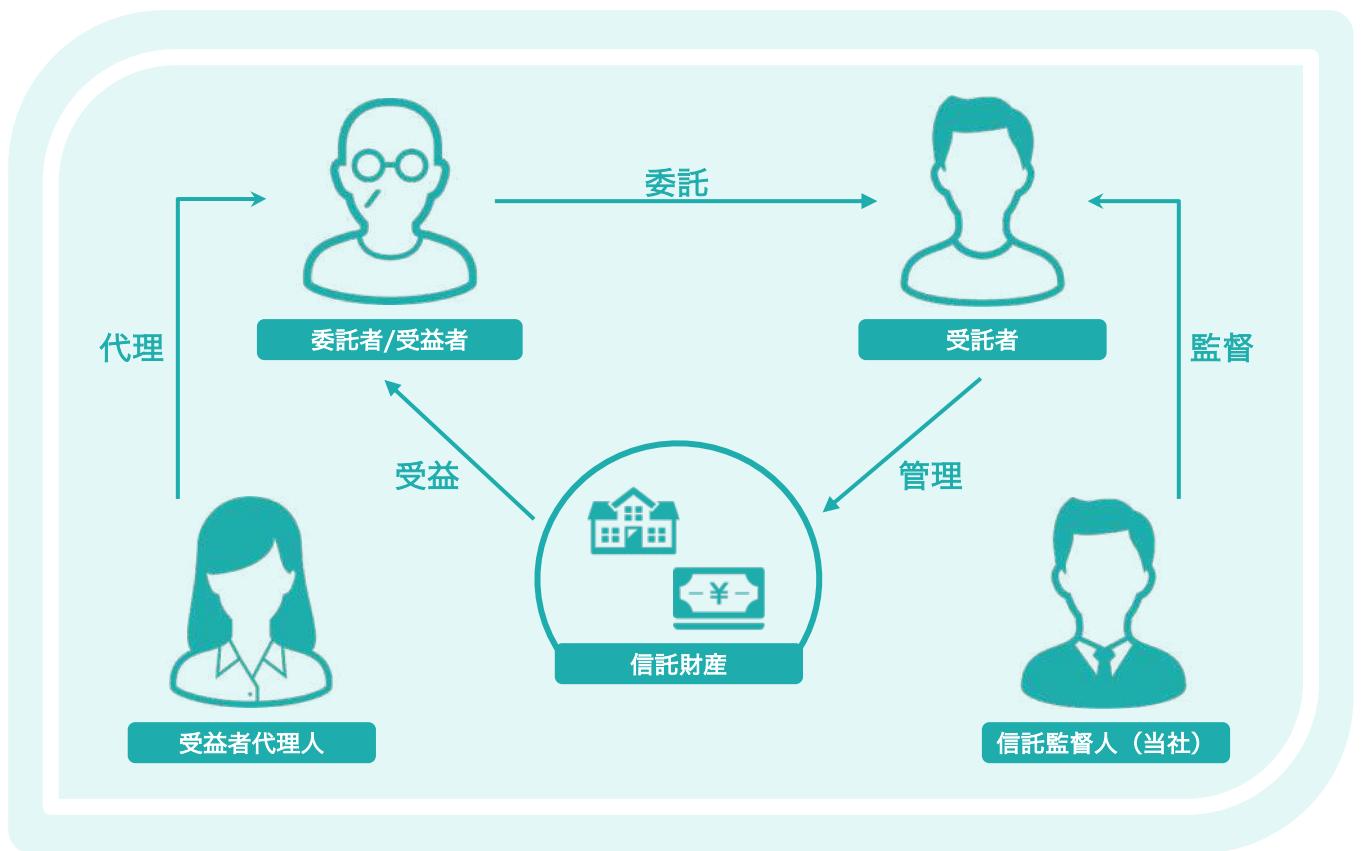 委託
委託者/受益者
受託者
代理
監督
受益
管理
¥
信託財産
受益者代理人
信託監督人（当社）